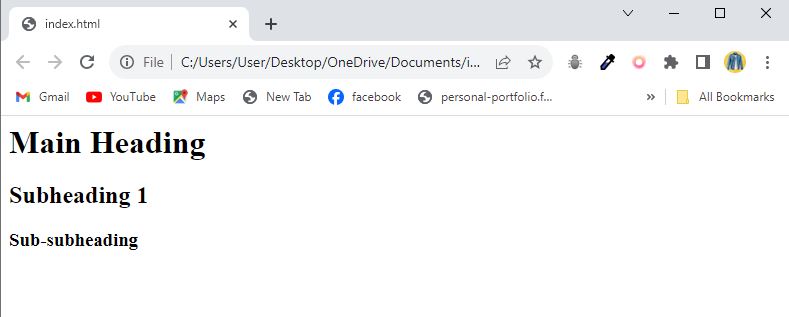 index.html
File C:/Users/User/Desktop/OneDrive/Documents/i...
Gmail YouTube Maps New Tab facebook personal-portfolio.f... » All Bookmarks
Main Heading
Subheading 1
Sub-subheading